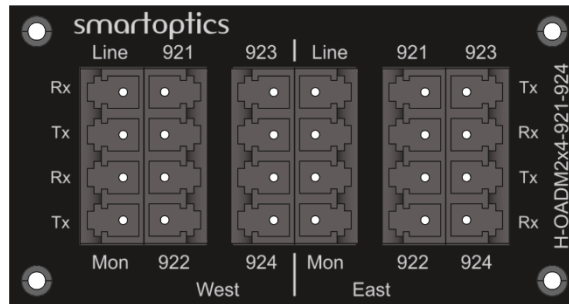 smartoptics
Line 921 923 Line 921 923
Rx Tx
Tx Rx
Rx Tx
Tx Rx
Mon 922 924 Mon 922 924
West East
H-OADM2x4-921-924